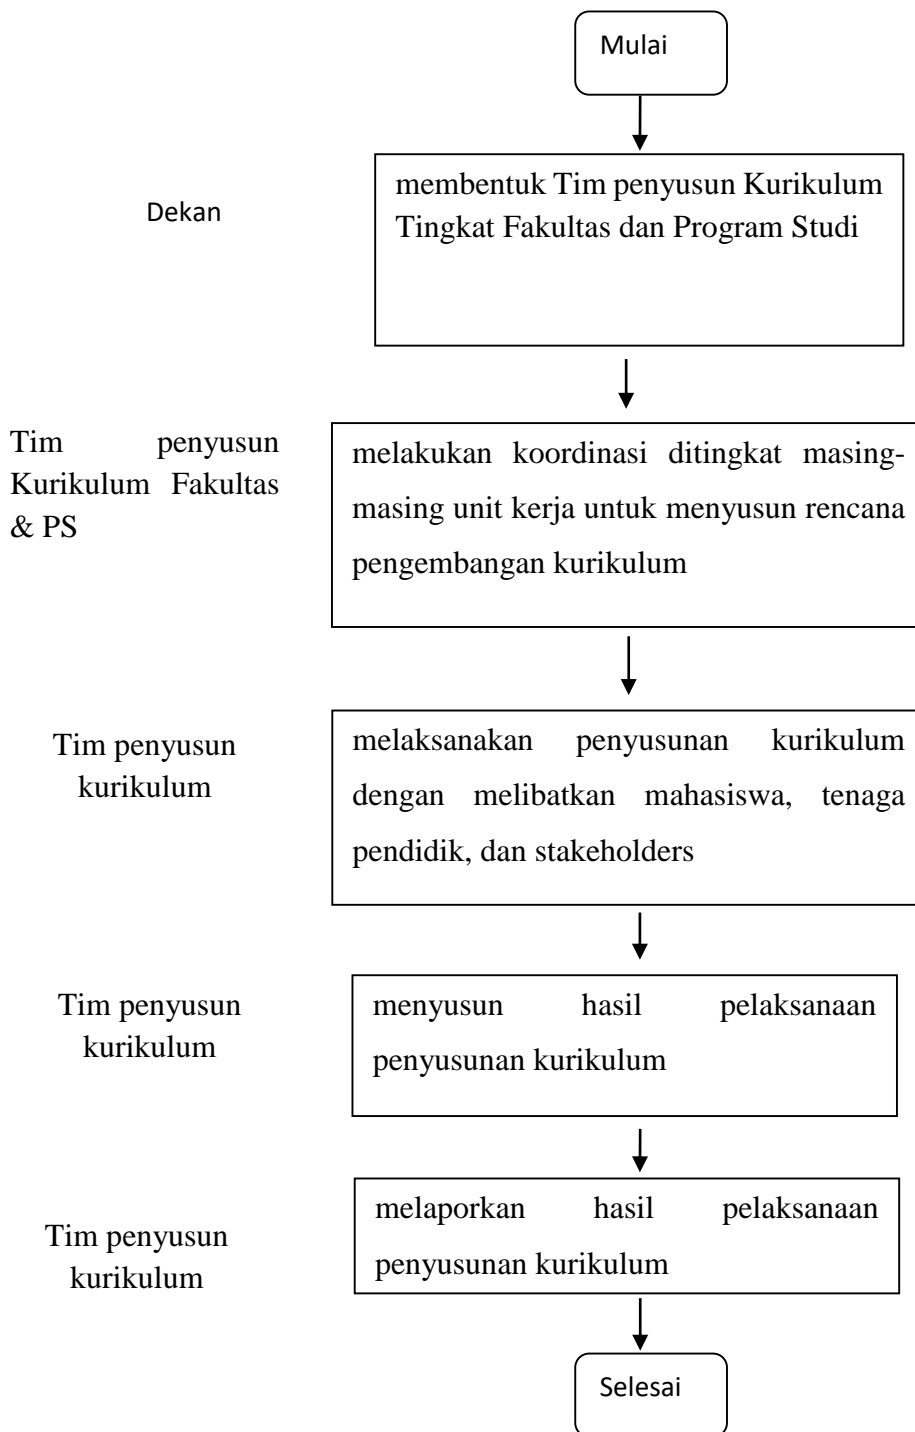 Mulai
Dekan
membentuk Tim penyusun Kurikulum
Tingkat Fakultas dan Program Studi
Tim penyusun
Kurikulum Fakultas
& PS
melakukan koordinasi ditingkat masing-
masing unit kerja untuk menyusun rencana
pengembangan kurikulum
Tim penyusun
kurikulum
melaksanakan penyusunan kurikulum
dengan melibatkan mahasiswa, tenaga
pendidik, dan stakeholders
Tim penyusun
kurikulum
menyusun hasil pelaksanaan
penyusunan kurikulum
Tim penyusun
kurikulum
melaporkan hasil pelaksanaan
penyusunan kurikulum
Selesai